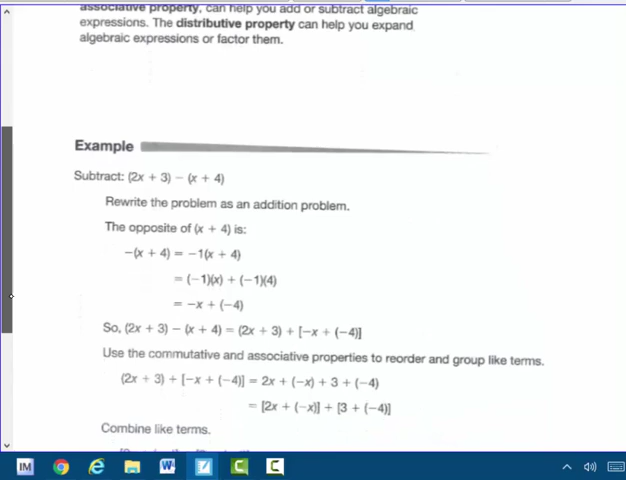 associative property, can help you add or subtract algebraic
expressions. The distributive property can help you expand
algebraic expressions or factor them.
Example
Subtract: (2x + 3) − (x + 4)
Rewrite the problem as an addition problem.
The opposite of (x + 4) is:
−(x + 4) = −1(x + 4)
= (−1)(x) + (−1)(4)
= −x + (−4)
So, (2x + 3) − (x + 4) = (2x + 3) + [−x + (−4)]
Use the commutative and associative properties to reorder and group like terms.
(2x + 3) + [−x + (−4)] = 2x + (−x) + 3 + (−4)
= [2x + (−x)] + [3 + (−4)]
Combine like terms.
IM